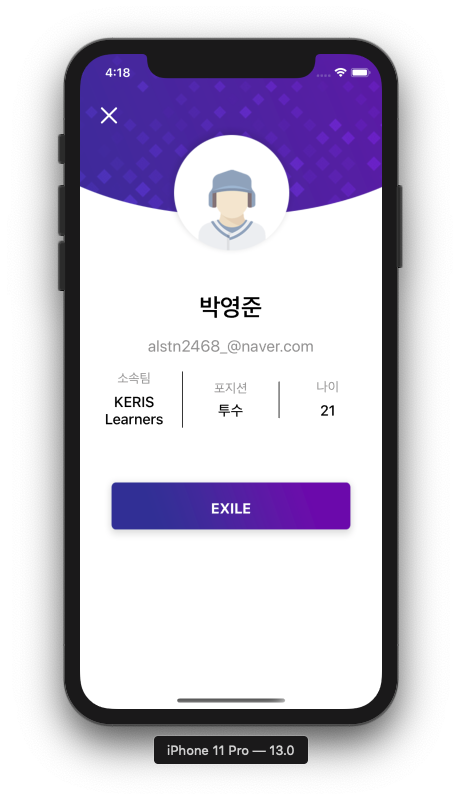 4:18
박영준
alstn2468_@naver.com
소속팀
KERIS
Learners
포지션
투수
나이
21
EXILE
iPhone 11 Pro — 13.0